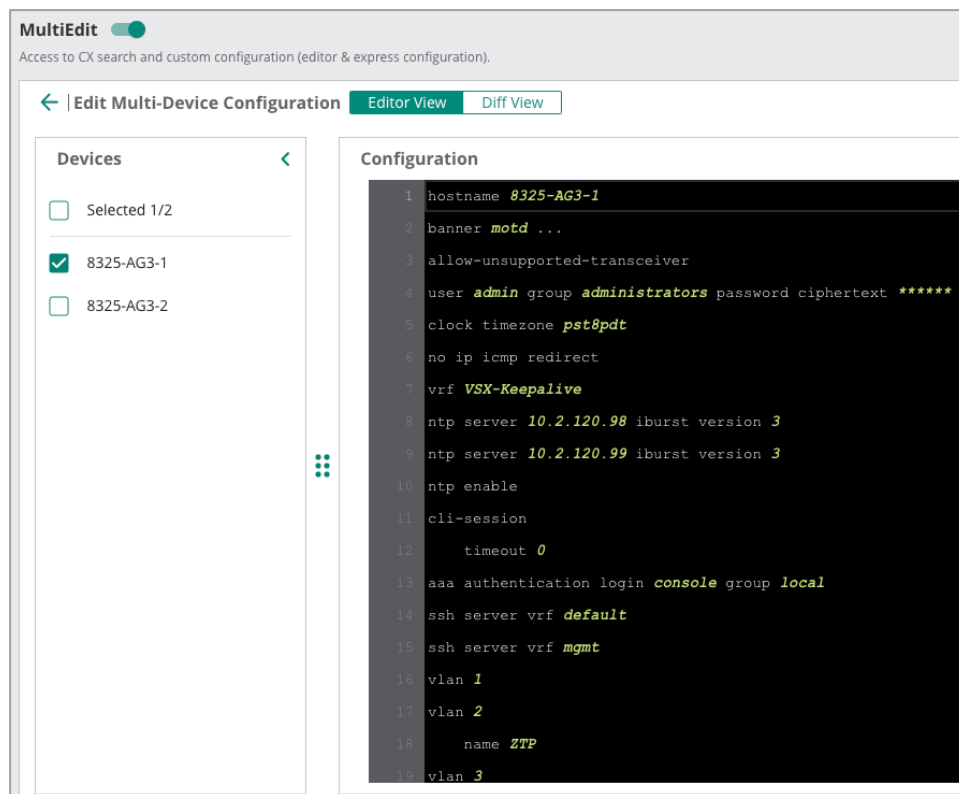 MultiEdit
Access to CX search and custom configuration (editor & express configuration).
Edit Multi-Device Configuration Editor View Diff View
Devices
Selected 1/2
8325-AG3-1
8325-AG3-2
Configuration
1 hostname 8325-AG3-1
2 banner motd ...
3 allow-unsupported-transceiver
4 user admin group administrators password ciphertext ******
5 clock timezone pst8pdt
6 no ip icmp redirect
7 vrf VSX-Keepalive
8 ntp server 10.2.120.98 iburst version 3
9 ntp server 10.2.120.99 iburst version 3
10 ntp enable
11 cli-session
12 timeout 0
13 aaa authentication login console group local
14 ssh server vrf default
15 ssh server vrf mgmt
16 vlan 1
17 vlan 2
18 name ZTP
19 vlan 3